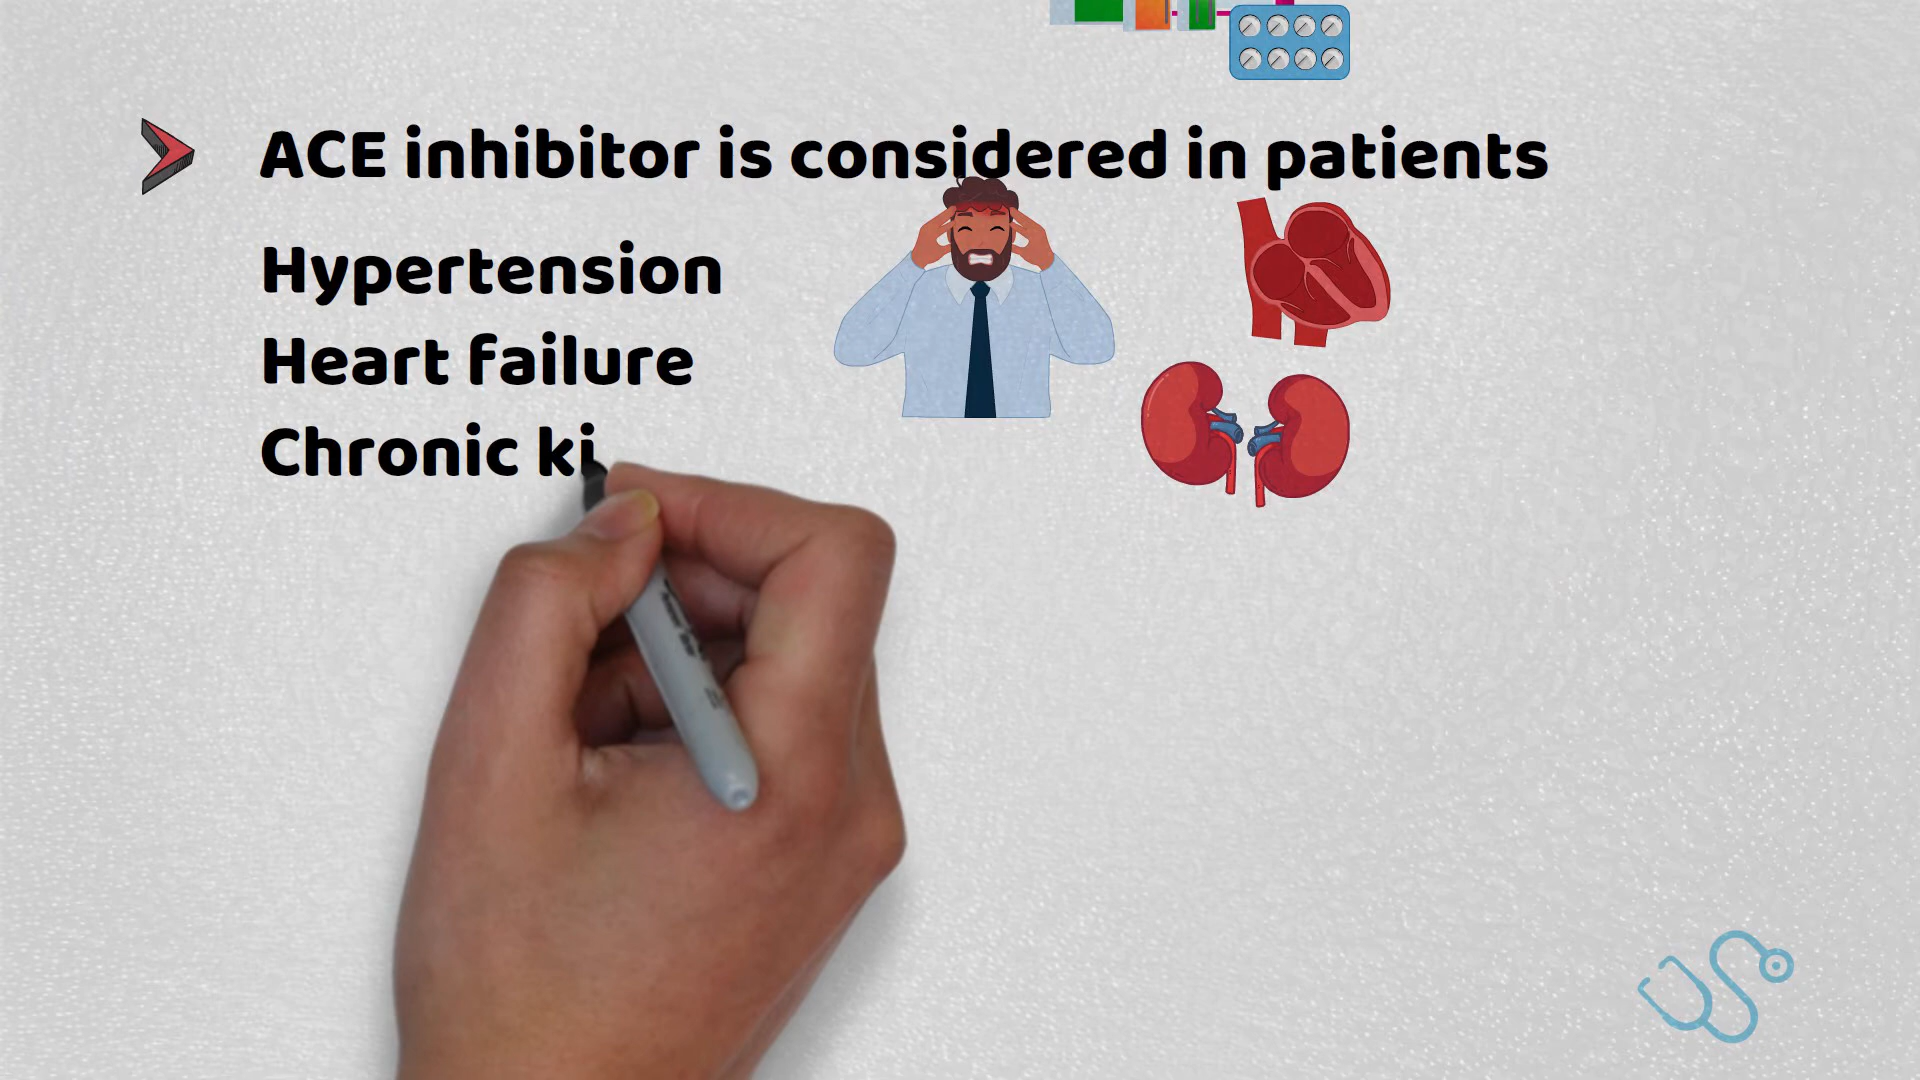 ACE inhibitor is considered in patients
Hypertension
Heart failure
Chronic ki